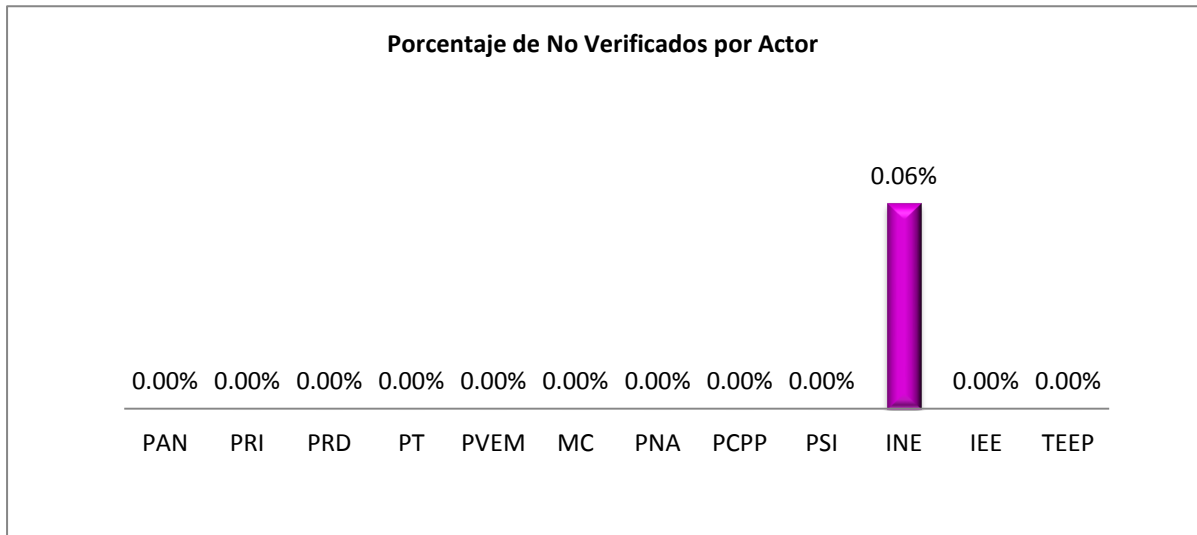 Porcentaje de No Verificados por Actor
0.06%
0.00% 0.00% 0.00% 0.00% 0.00% 0.00% 0.00% 0.00% 0.00% 0.00% 0.00%
PAN PRI PRD PT PVEM MC PNA PCPP PSI INE IEE TEEP